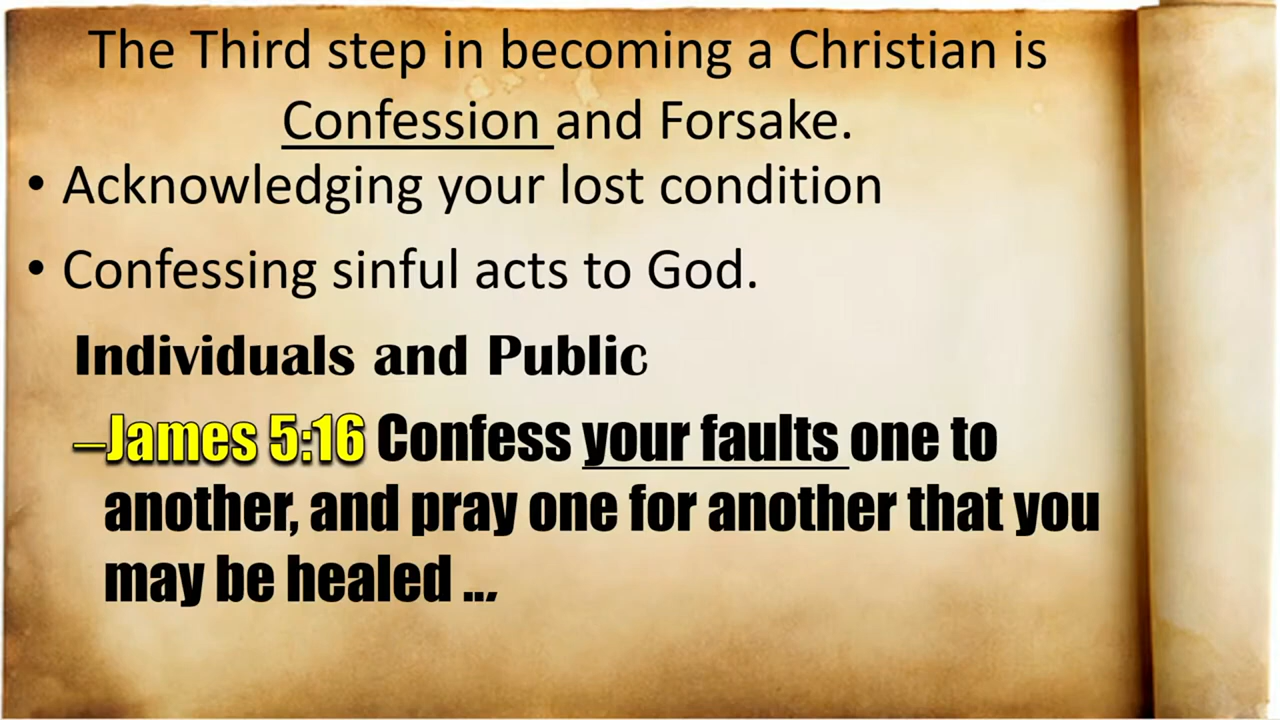 The Third step in becoming a Christian is
Confession and Forsake.
• Acknowledging your lost condition
• Confessing sinful acts to God.
Individuals and Public
–James 5:16 Confess your faults one to
another, and pray one for another that you
may be healed ...